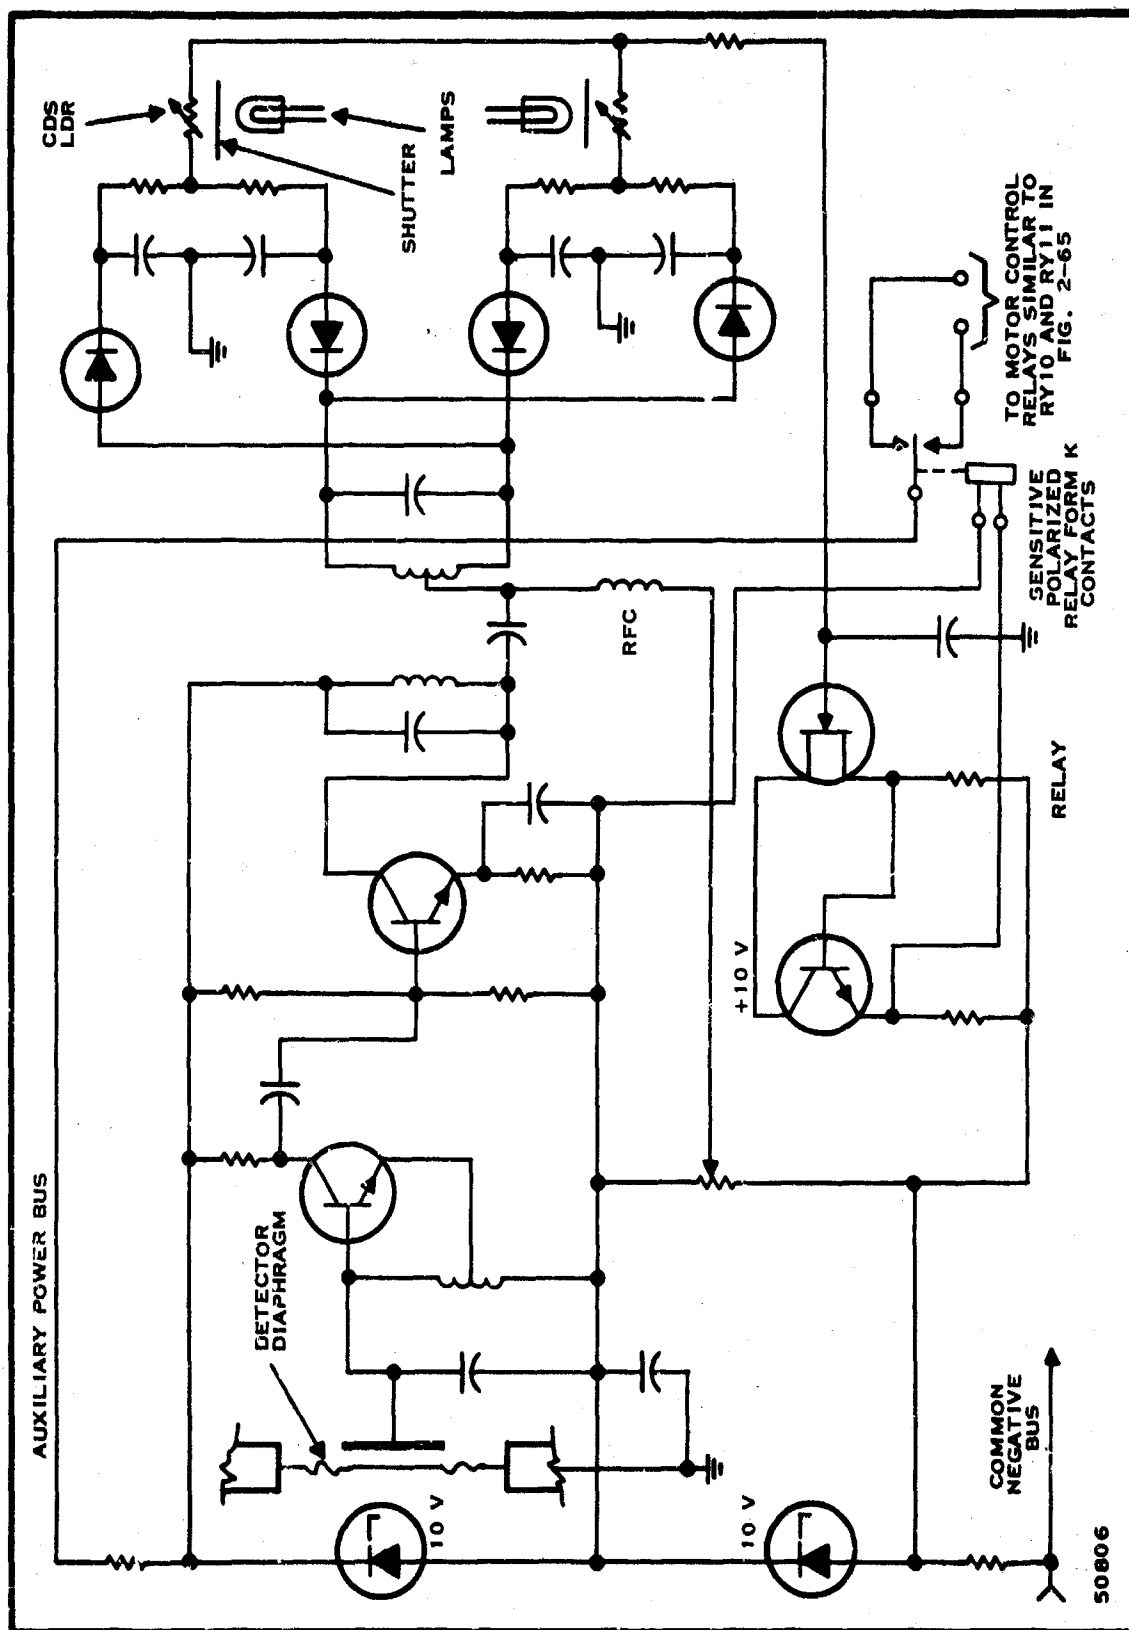 AUXILIARY POWER BUS
CDS
LDR
SHUTTER
LAMPS
DETECTOR
DIAPHRAGM
10 V
RFC
10 V
+10 V
COMMON
NEGATIVE
BUS
RELAY
SENSITIVE
POLARIZED
RELAY FORM K
CONTACTS
TO MOTOR CONTROL
RELAYS SIMILAR TO
RY10 AND RY11 IN
FIG. 2-65
50806